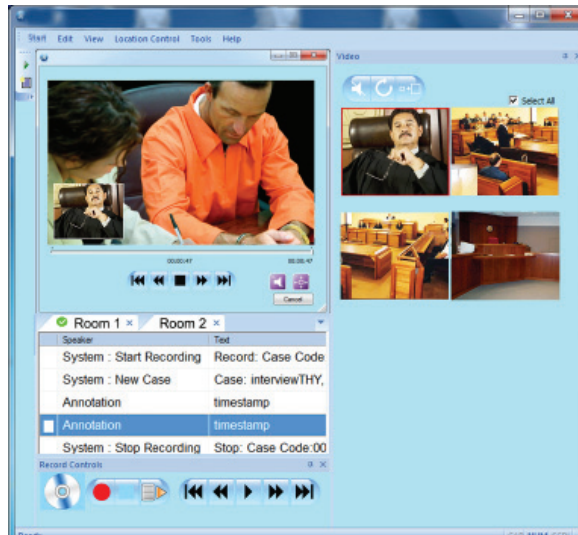 Start Edit View Location Control Tools Help
Video
Select All
00:00:47 00:00:47
Cancel
Room 1 × Room 2 ×
Speaker Text
System : Start Recording Record: Case Code
System : New Case Case: interviewTHY,
Annotation timestamp
Annotation timestamp
System : Stop Recording Stop: Case Code:00
Record Controls
Ready